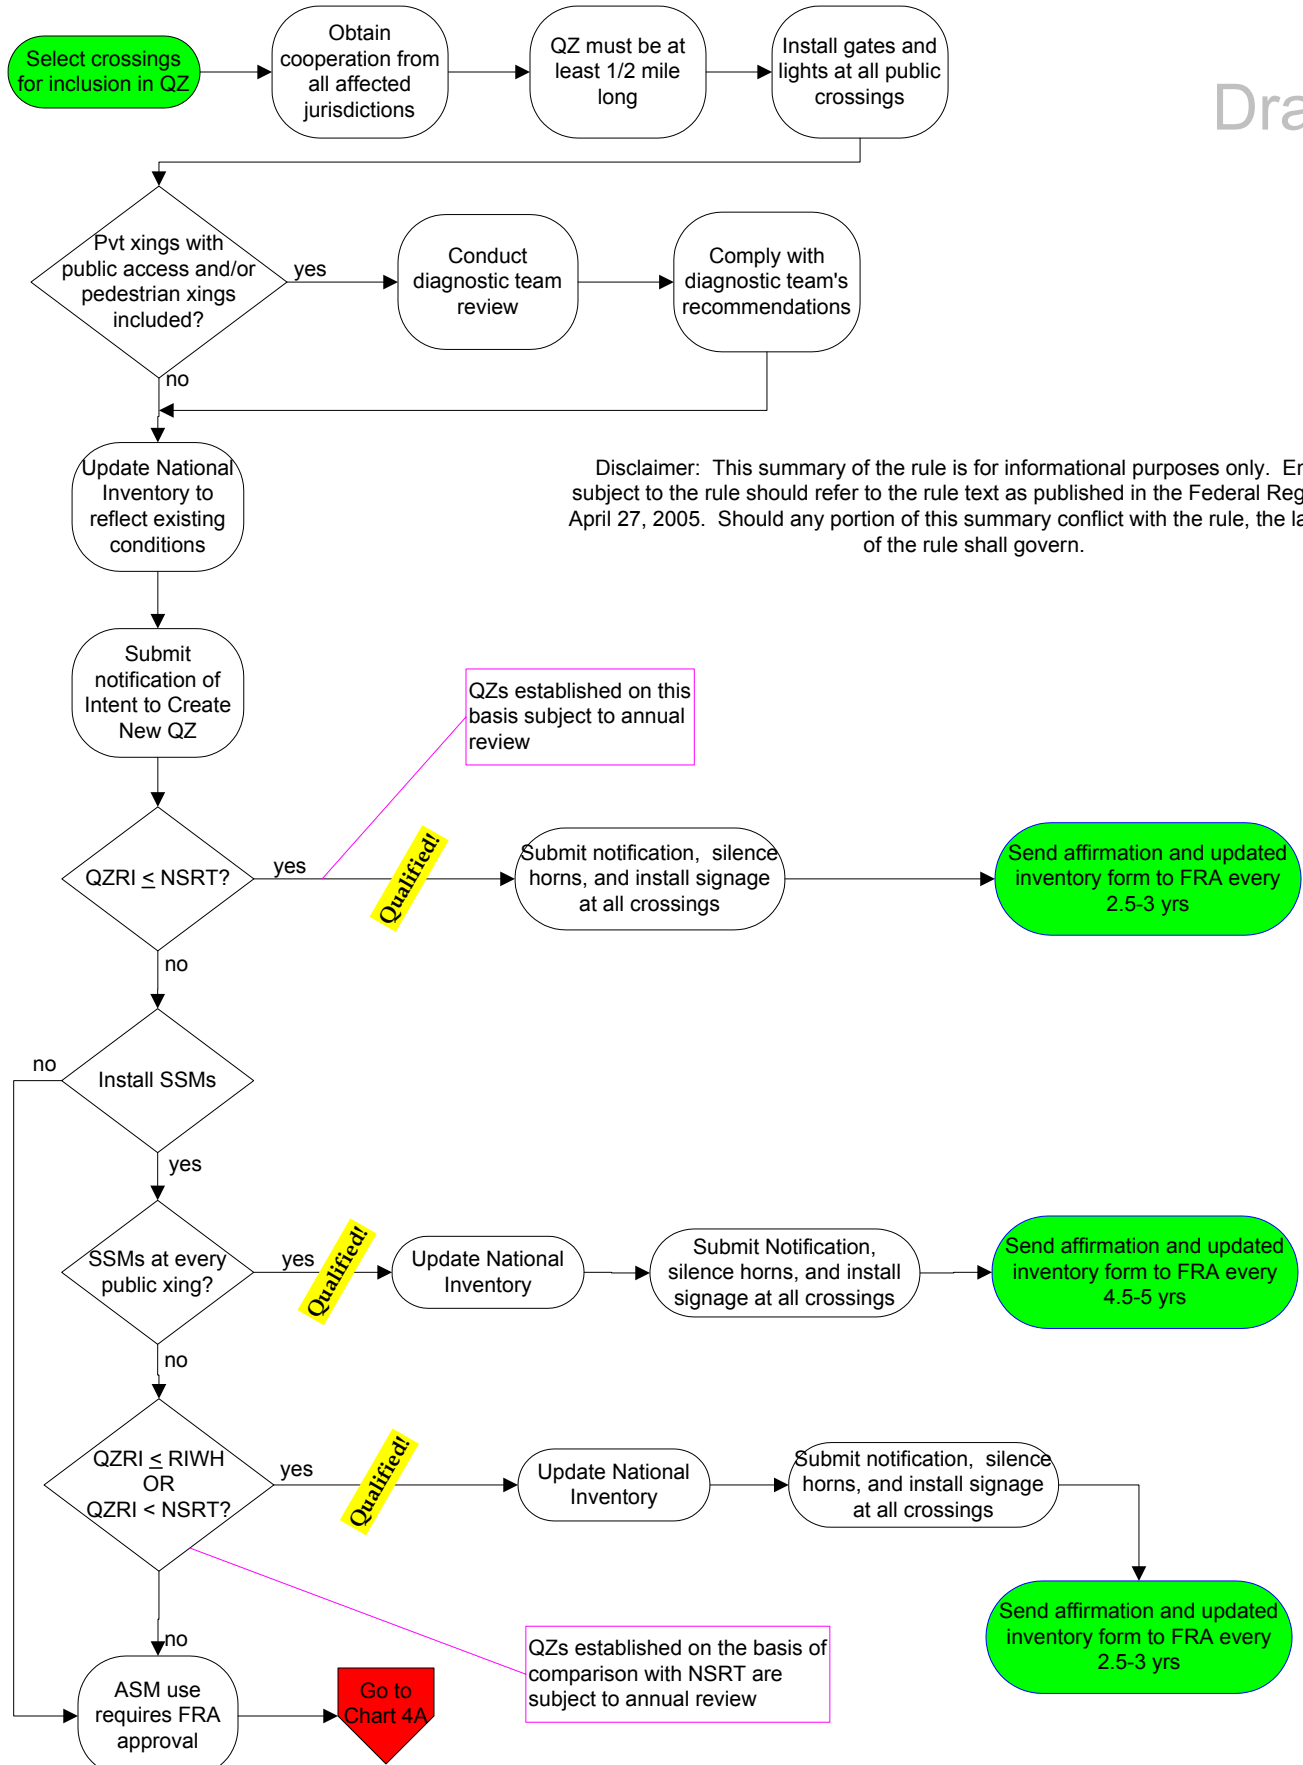 Select crossings
for inclusion in QZ
Obtain
cooperation from
all affected
jurisdictions
QZ must be at
least 1/2 mile
long
Install gates and
lights at all public
crossings
Dra
Pvt xings with
public access and/or
pedestrian xings
included?
yes
Conduct
diagnostic team
review
Comply with
diagnostic team's
recommendations
no
Update National
Inventory to
reflect existing
conditions
Disclaimer: This summary of the rule is for informational purposes only. En
subject to the rule should refer to the rule text as published in the Federal Reg
April 27, 2005. Should any portion of this summary conflict with the rule, the la
of the rule shall govern.
Submit
notification of
Intent to Create
New QZ
QZs established on this
basis subject to annual
review
QZRI ≤ NSRT?
yes
Qualified!
Submit notification, silence
horns, and install signage
at all crossings
Send affirmation and updated
inventory form to FRA every
2.5-3 yrs
no
Install SSMs
no
yes
SSMs at every
public xing?
yes
Qualified!
Update National
Inventory
Submit Notification,
silence horns, and install
signage at all crossings
Send affirmation and updated
inventory form to FRA every
4.5-5 yrs
no
QZRI ≤ RIWH
OR
QZRI < NSRT?
yes
Qualified!
Update National
Inventory
Submit notification, silence
horns, and install signage
at all crossings
Send affirmation and updated
inventory form to FRA every
2.5-3 yrs
no
QZs established on the basis of
comparison with NSRT are
subject to annual review
ASM use
requires FRA
approval
Go to
Chart 4A